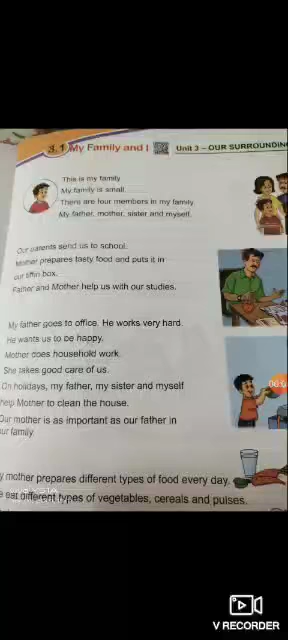 3.1 My Family and I
Unit 3 – OUR SURROUNDIN
This is my family
My family is small.
There are four members in my family
My father, mother, sister and myself.
Our parents send us to school.
Mother prepares tasty food and puts it in
our tiffin box.
Father and Mother help us with our studies.
My father goes to office. He works very hard.
He wants us to be happy.
Mother does household work.
She takes good care of us.
On holidays, my father, my sister and myself
help Mother to clean the house.
Our mother is as important as our father in
ur family
y mother prepares different types of food every day.
e eat different types of vegetables, cereals and pulses.
V RECORDER